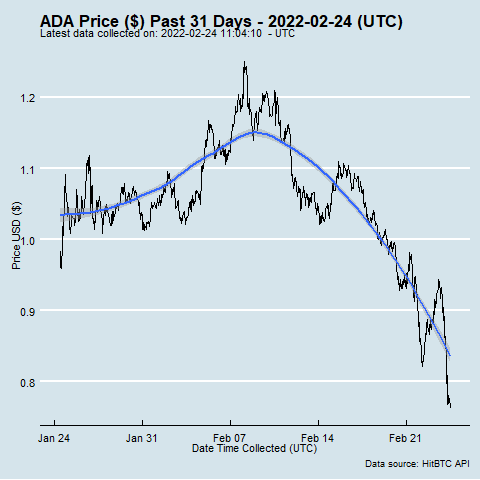 ADA Price ($) Past 31 Days - 2022-02-24 (UTC)
Latest data collected on: 2022-02-24 11:04:10 - UTC
Price USD ($)
1.2
1.1
1.0
0.9
0.8
Jan 24 Jan 31 Feb 07 Feb 14 Feb 21
Date Time Collected (UTC)
Data source: HitBTC API